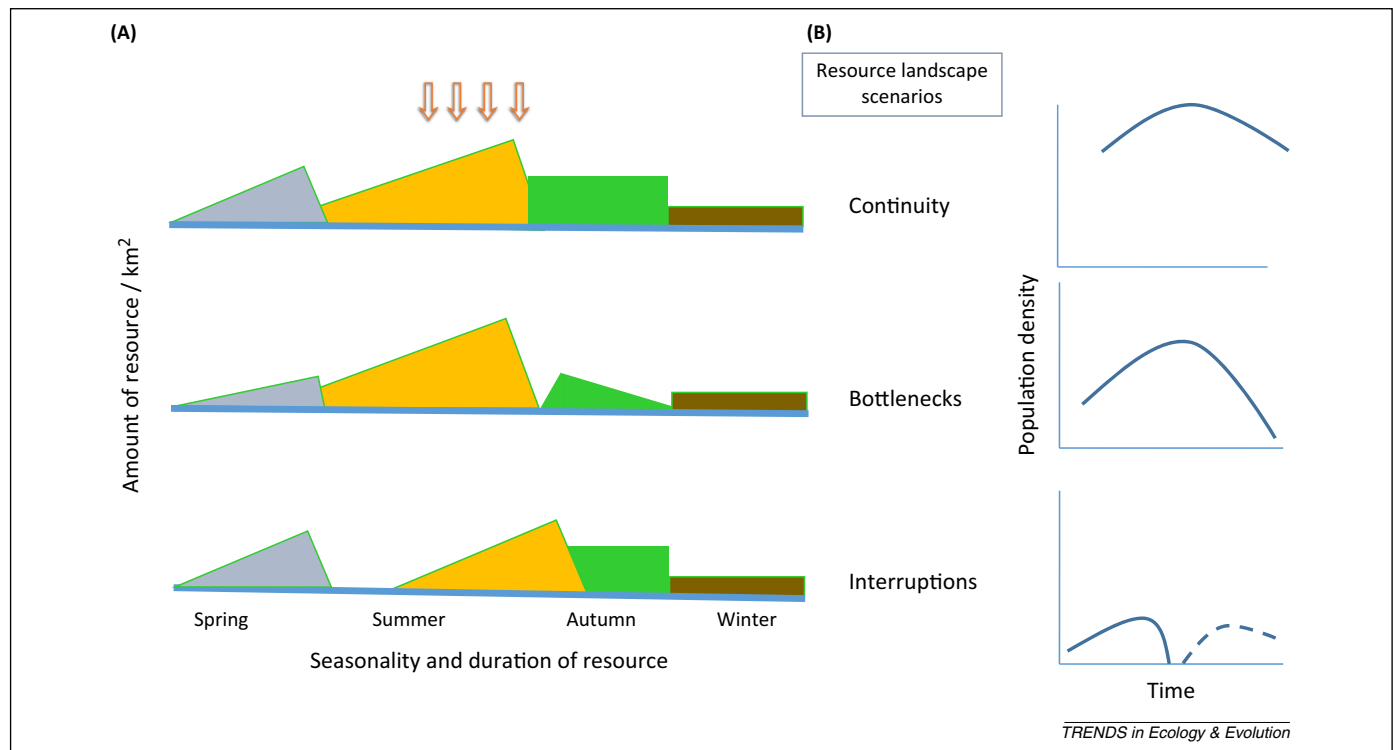 (A)
(B)
Resource landscape
scenarios
Amount of resource / km²
Continuity
Bottlenecks
Interruptions
Spring
Summer
Autumn
Winter
Seasonality and duration of resource
Population density
Time
TRENDS in Ecology & Evolution